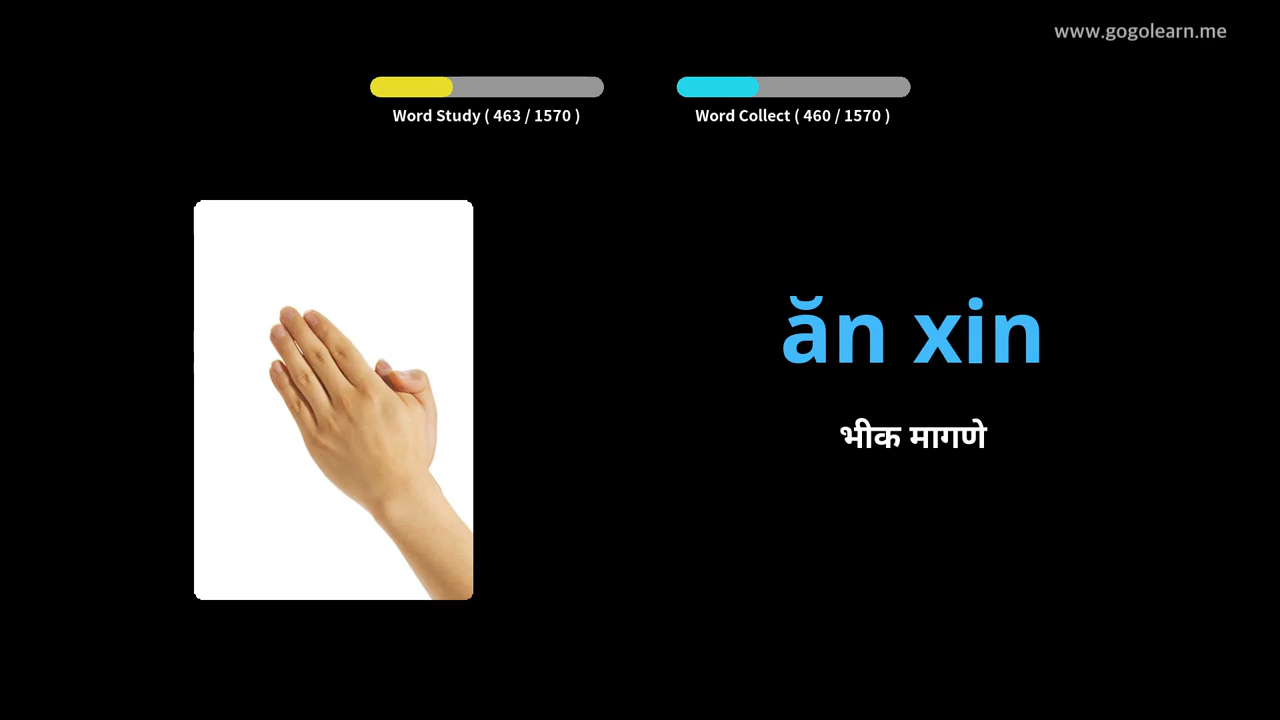 www.gogolearn.me
Word Study ( 463 / 1570 )
Word Collect ( 460 / 1570 )
ăn xin
भीक मागणे